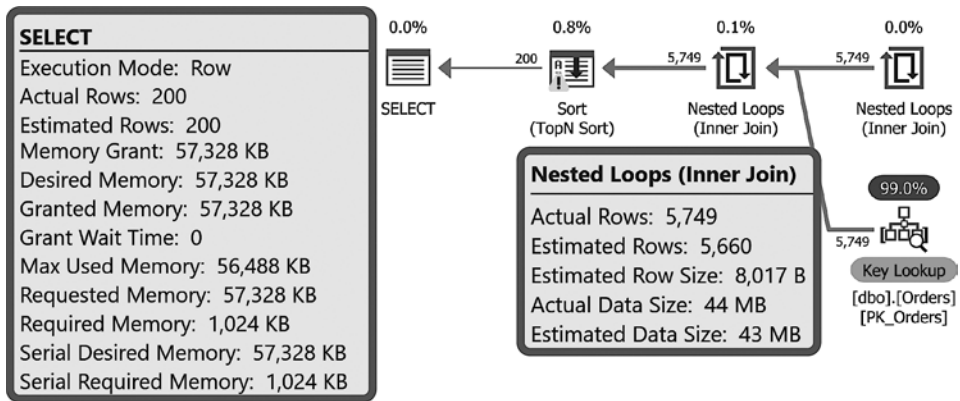 SELECT
Execution Mode: Row
Actual Rows: 200
Estimated Rows: 200
Memory Grant: 57,328 KB
Desired Memory: 57,328 KB
Granted Memory: 57,328 KB
Grant Wait Time: 0
Max Used Memory: 56,488 KB
Requested Memory: 57,328 KB
Required Memory: 1,024 KB
Serial Desired Memory: 57,328 KB
Serial Required Memory: 1,024 KB
0.0%
SELECT
200
0.8%
Sort
(TopN Sort)
5,749
0.1%
Nested Loops
(Inner Join)
5,749
0.0%
Nested Loops
(Inner Join)
Nested Loops (Inner Join)
Actual Rows: 5,749
Estimated Rows: 5,660
Estimated Row Size: 8,017 B
Actual Data Size: 44 MB
Estimated Data Size: 43 MB
99.0%
5,749
Key Lookup
[dbo].[Orders]
[PK_Orders]